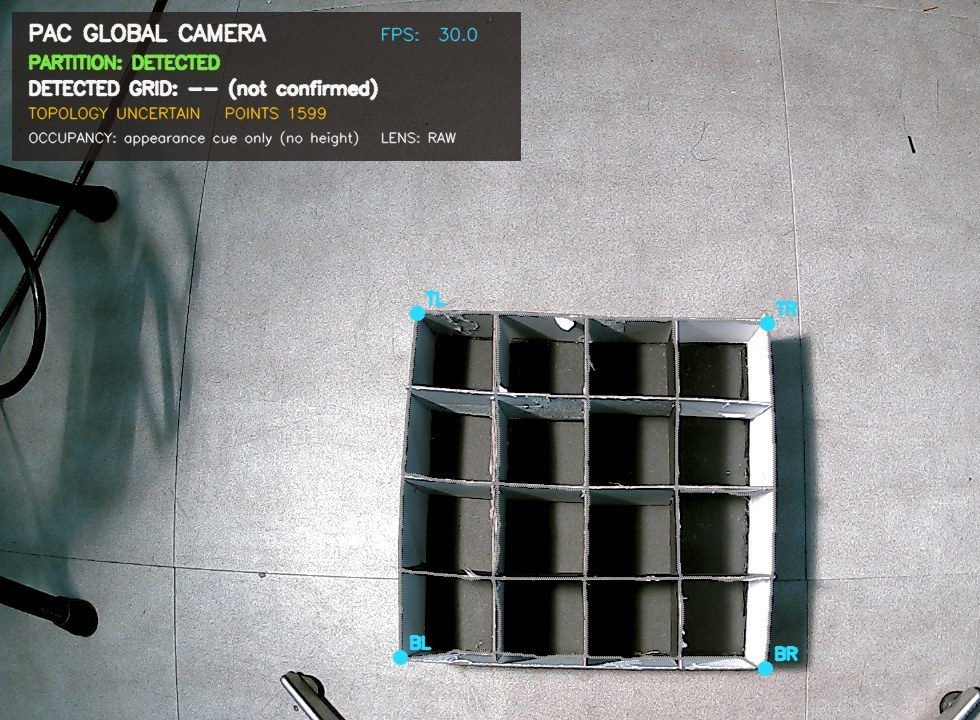 PAC GLOBAL CAMERA FPS: 30.0
PARTITION: DETECTED
DETECTED GRID: -- (not confirmed)
TOPOLOGY UNCERTAIN POINTS 1599
OCCUPANCY: appearance cue only (no height) LENS: RAW
TL
TR
BL
BR